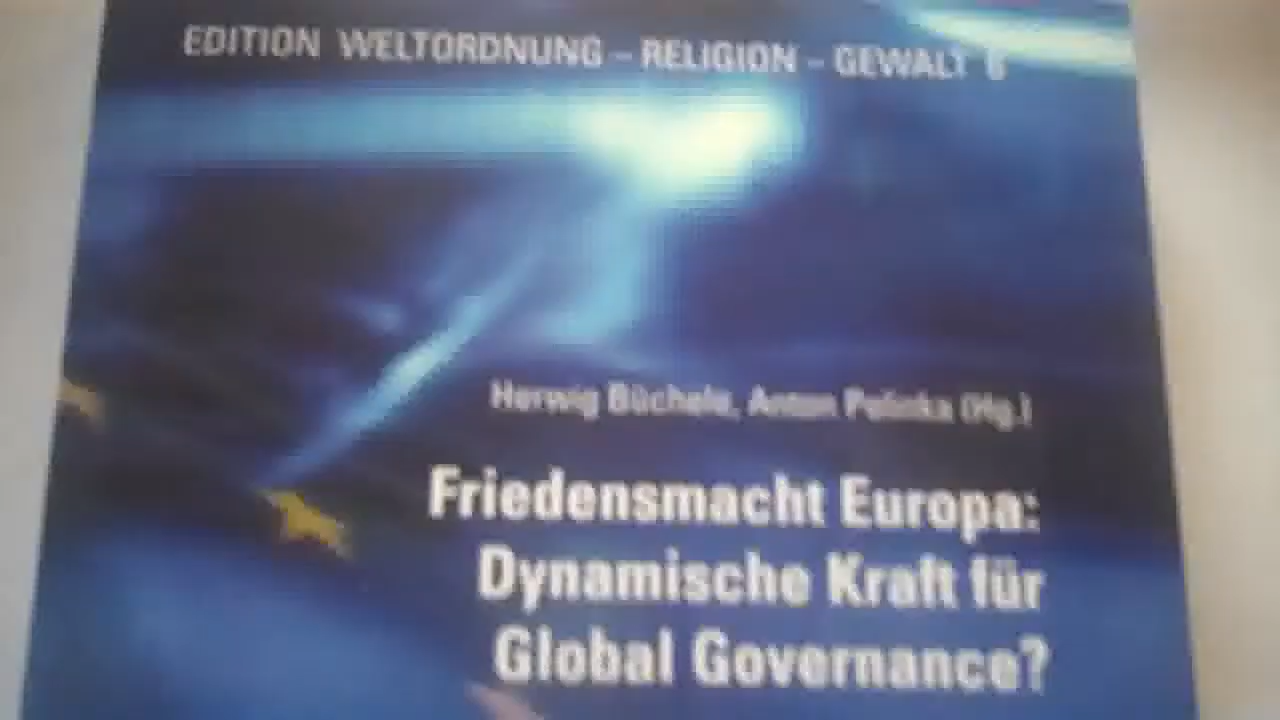 EDITION WELTORDNUNG – RELIGION – GEWALT 6
Herwig Büchele, Anton Pelinka (Hg.)
Friedensmacht Europa:
Dynamische Kraft für
Global Governance?